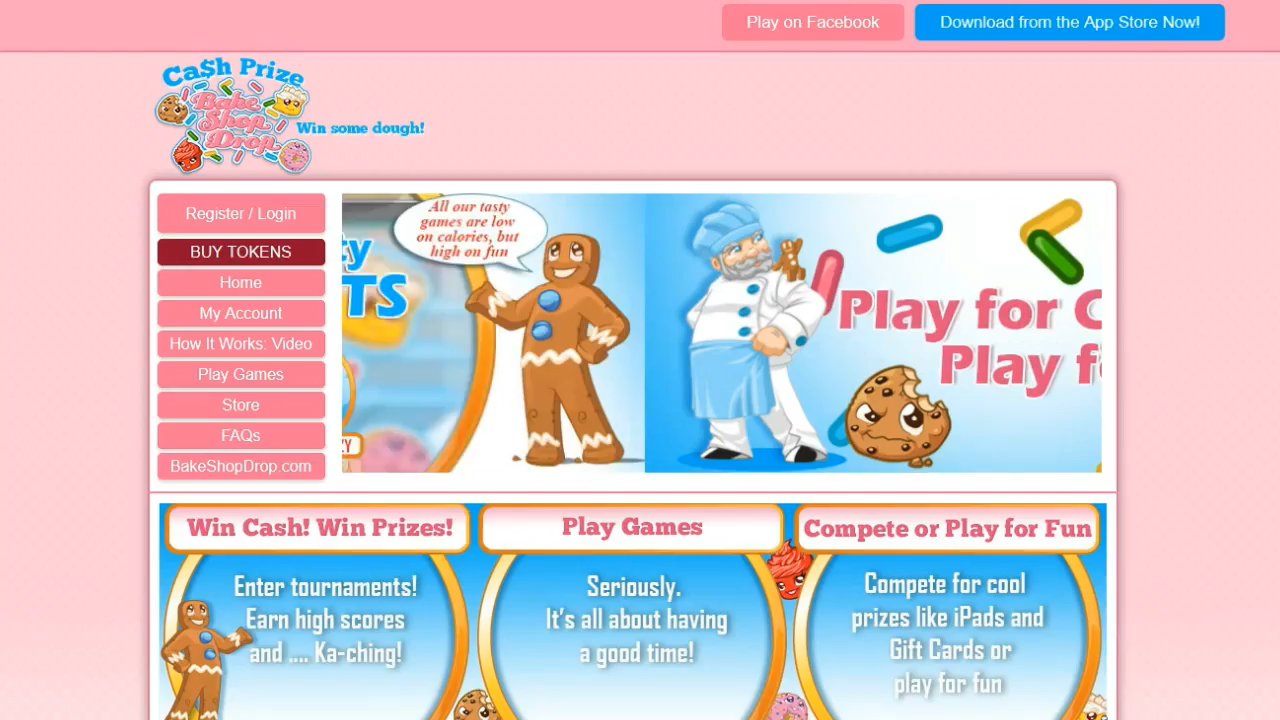 Play on Facebook
Download from the App Store Now!
Ca$h Prize
Bake
Shop
Drop
Win some dough!
Register / Login
BUY TOKENS
Home
My Account
How It Works: Video
Play Games
Store
FAQs
BakeShopDrop.com
All our tasty
games are low
on calories, but
high on fun
Play for
Play
Win Cash! Win Prizes!
Enter tournaments!
Earn high scores
and .... Ka-ching!
Play Games
Seriously.
It's all about having
a good time!
Compete or Play for Fun
Compete for cool
prizes like iPads and
Gift Cards or
play for fun